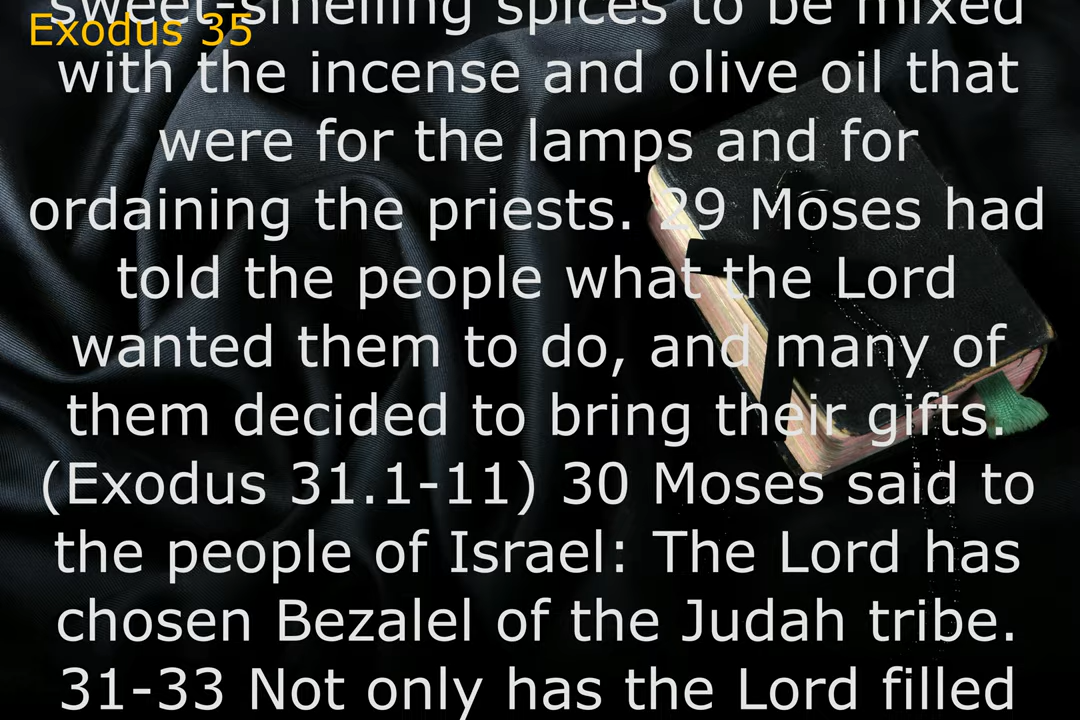 sweet-smelling spices to be mixed
Exodus 35
with the incense and olive oil that
were for the lamps and for
ordaining the priests. 29 Moses had
told the people what the Lord
wanted them to do, and many of
them decided to bring their gifts.
(Exodus 31.1-11) 30 Moses said to
the people of Israel: The Lord has
chosen Bezalel of the Judah tribe.
31-33 Not only has the Lord filled